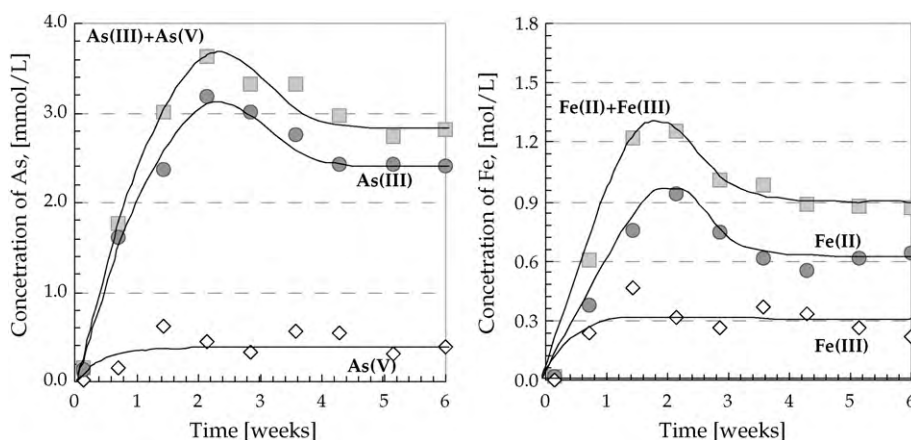 Concetration of As, [mmol/L]
4.0
3.0
2.0
1.0
0.0
As(III)+As(V)
As(III)
As(V)
0 1 2 3 4 5 6
Time [weeks]
Concetration of Fe, [mol/L]
1.8
1.5
1.2
0.9
0.6
0.3
0.0
Fe(II)+Fe(III)
Fe(II)
Fe(III)
0 1 2 3 4 5 6
Time [weeks]